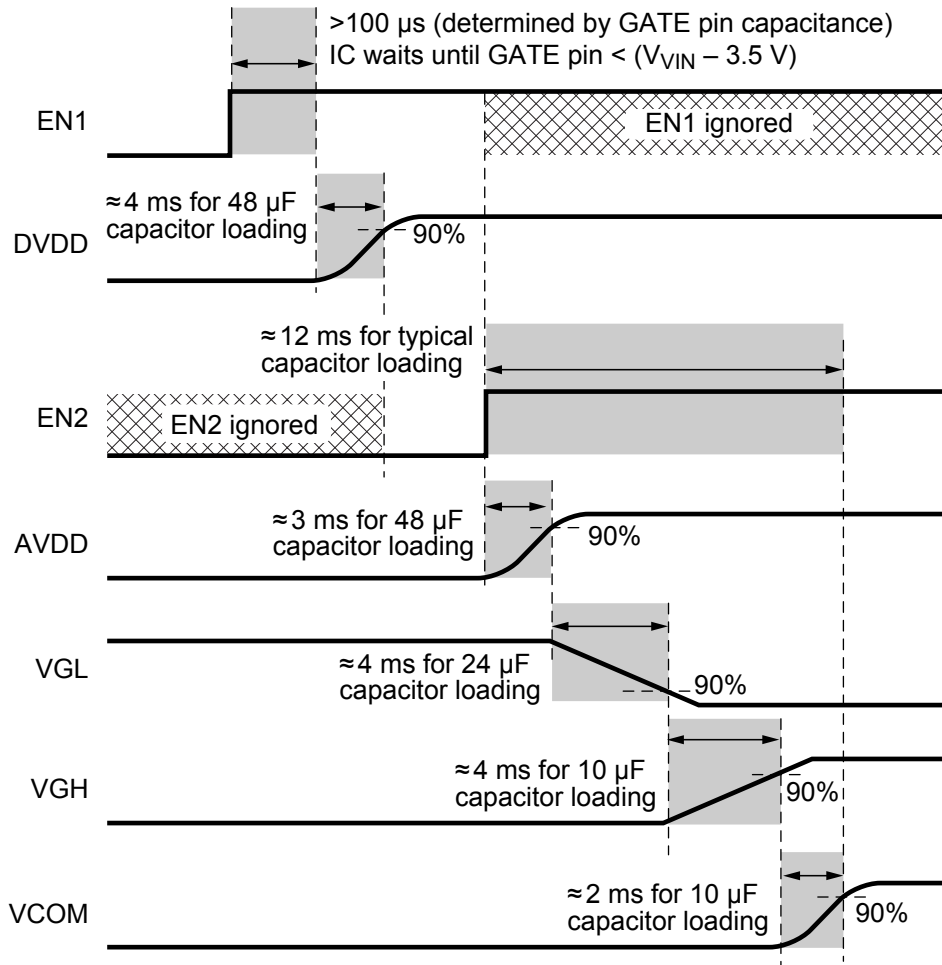 >100 µs (determined by GATE pin capacitance)
IC waits until GATE pin < (VVIN – 3.5 V)
EN1
EN1 ignored
≈4 ms for 48 µF
capacitor loading
DVDD
90%
≈12 ms for typical
capacitor loading
EN2
EN2 ignored
≈3 ms for 48 µF
capacitor loading
AVDD
90%
VGL
≈4 ms for 24 µF
capacitor loading
90%
VGH
≈4 ms for 10 µF
capacitor loading
90%
VCOM
≈2 ms for 10 µF
capacitor loading
90%